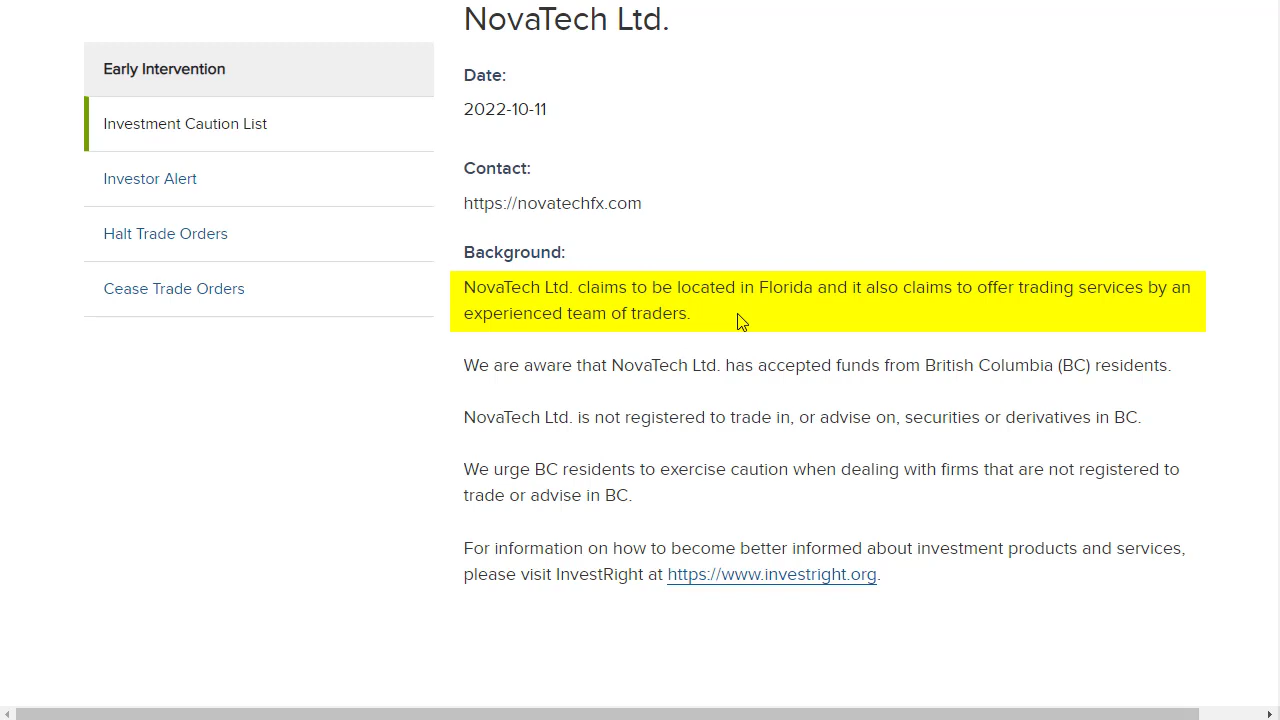 NovaTech Ltd.
Early Intervention
Investment Caution List
Investor Alert
Halt Trade Orders
Cease Trade Orders
Date:
2022-10-11
Contact:
https://novatechfx.com
Background:
NovaTech Ltd. claims to be located in Florida and it also claims to offer trading services by an
experienced team of traders.
We are aware that NovaTech Ltd. has accepted funds from British Columbia (BC) residents.
NovaTech Ltd. is not registered to trade in, or advise on, securities or derivatives in BC.
We urge BC residents to exercise caution when dealing with firms that are not registered to
trade or advise in BC.
For information on how to become better informed about investment products and services,
please visit InvestRight at https://www.investright.org.